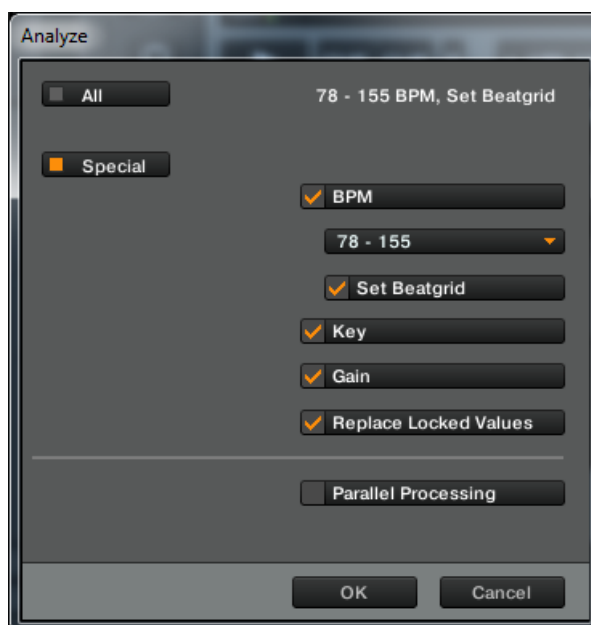 Analyze
All
78 - 155 BPM, Set Beatgrid
Special
BPM
78 - 155
Set Beatgrid
Key
Gain
Replace Locked Values
Parallel Processing
OK
Cancel